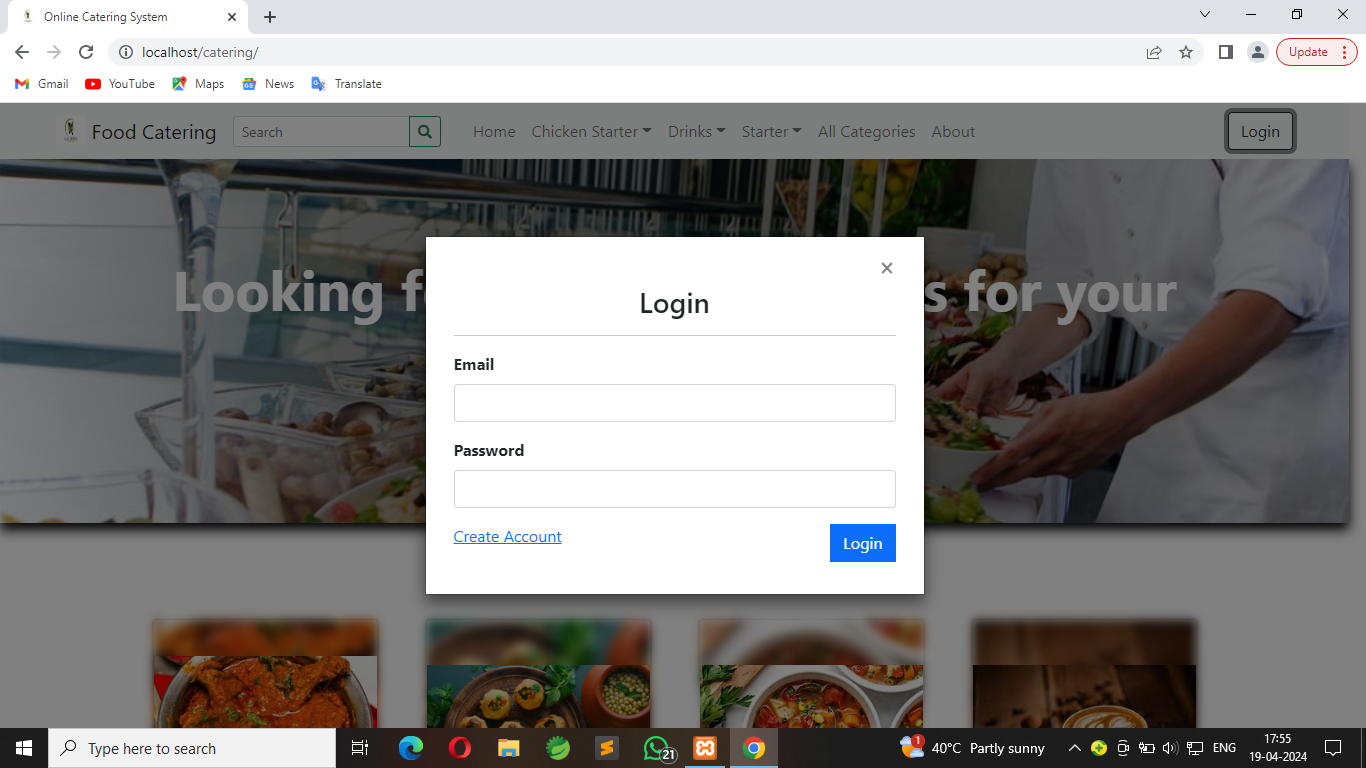 Online Catering System
localhost/catering/
Update
Gmail
YouTube
Maps
News
Translate
Food Catering
Search
Home
Chicken Starter
Drinks
Starter
All Categories
About
Login
Looking f
s for your
Login
Email
Password
Create Account
Login
Type here to search
21
1
40°C Partly sunny
ENG
17:55
19-04-2024